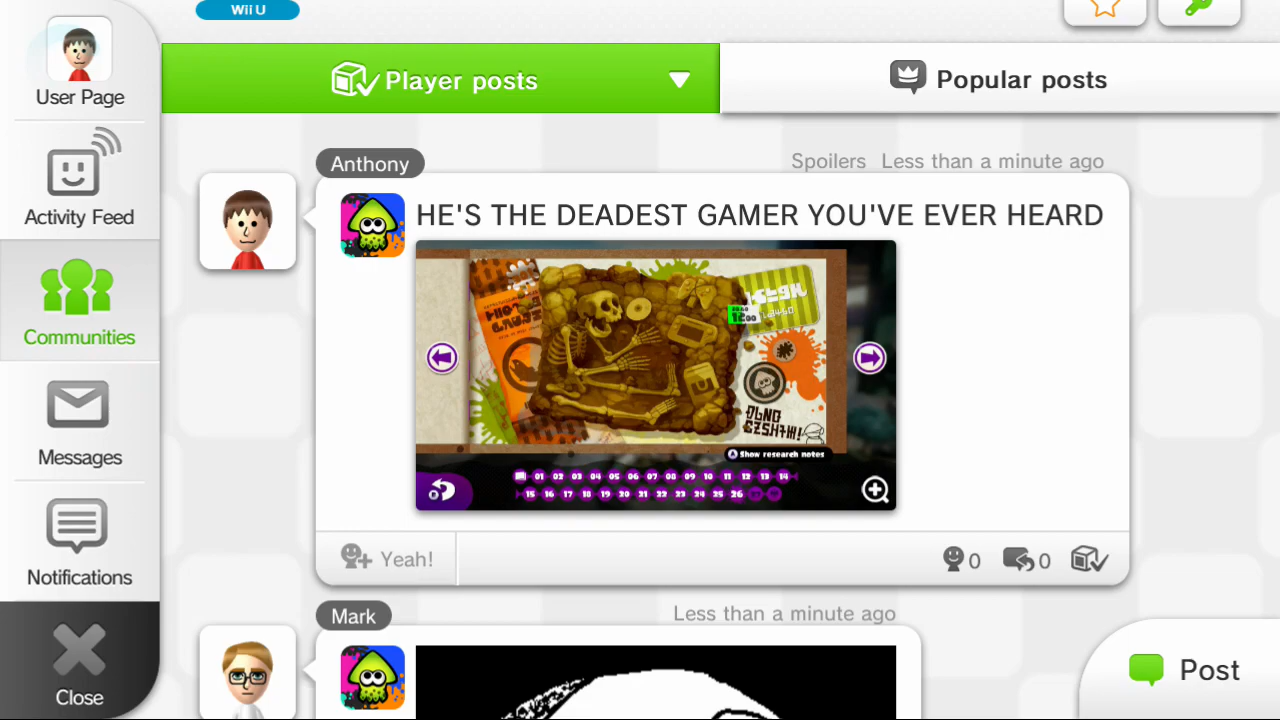 Wii U
Player posts
Popular posts
User Page
Activity Feed
Communities
Messages
Notifications
Close
Anthony
Spoilers Less than a minute ago
HE'S THE DEADEST GAMER YOU'VE EVER HEARD
Show research notes
01 02 03 04 05 06 07 08 09 10 11 12 13 14
15 16 17 18 19 20 21 22 23 24 25 26
Yeah!
0
0
Mark
Less than a minute ago
Post